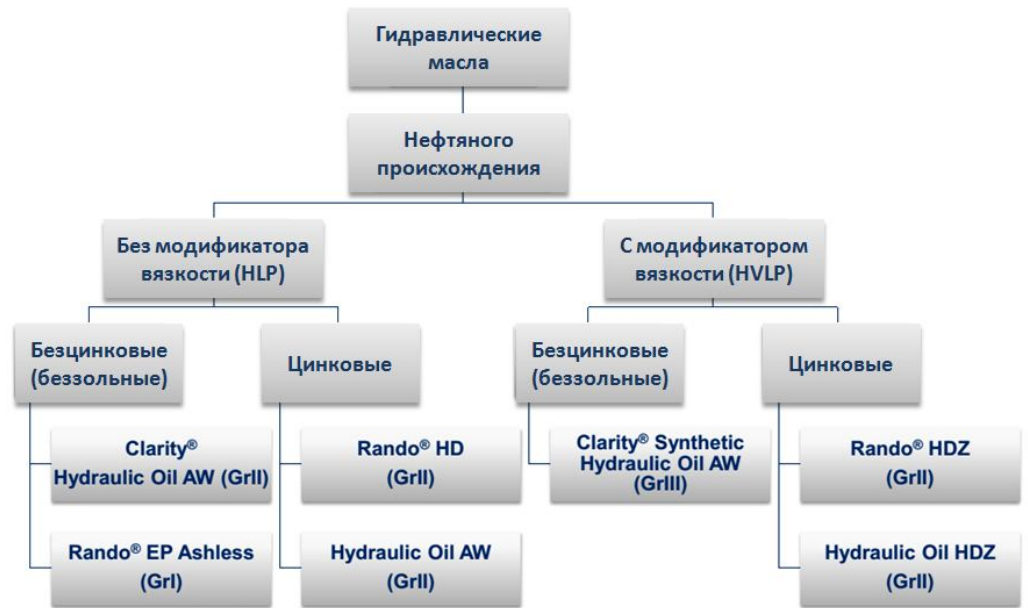 Гидравлические
масла
Нефтяного
происхождения
Без модификатора
вязкости (HLP)
С модификатором
вязкости (HVLP)
Безцинковые
(беззольные)
Цинковые
Безцинковые
(беззольные)
Цинковые
Clarity®
Hydraulic Oil AW (GrII)
Rando® HD
(GrII)
Clarity® Synthetic
Hydraulic Oil AW
(GrIII)
Rando® HDZ
(GrII)
Rando® EP Ashless
(GrI)
Hydraulic Oil AW
(GrII)
Hydraulic Oil HDZ
(GrII)